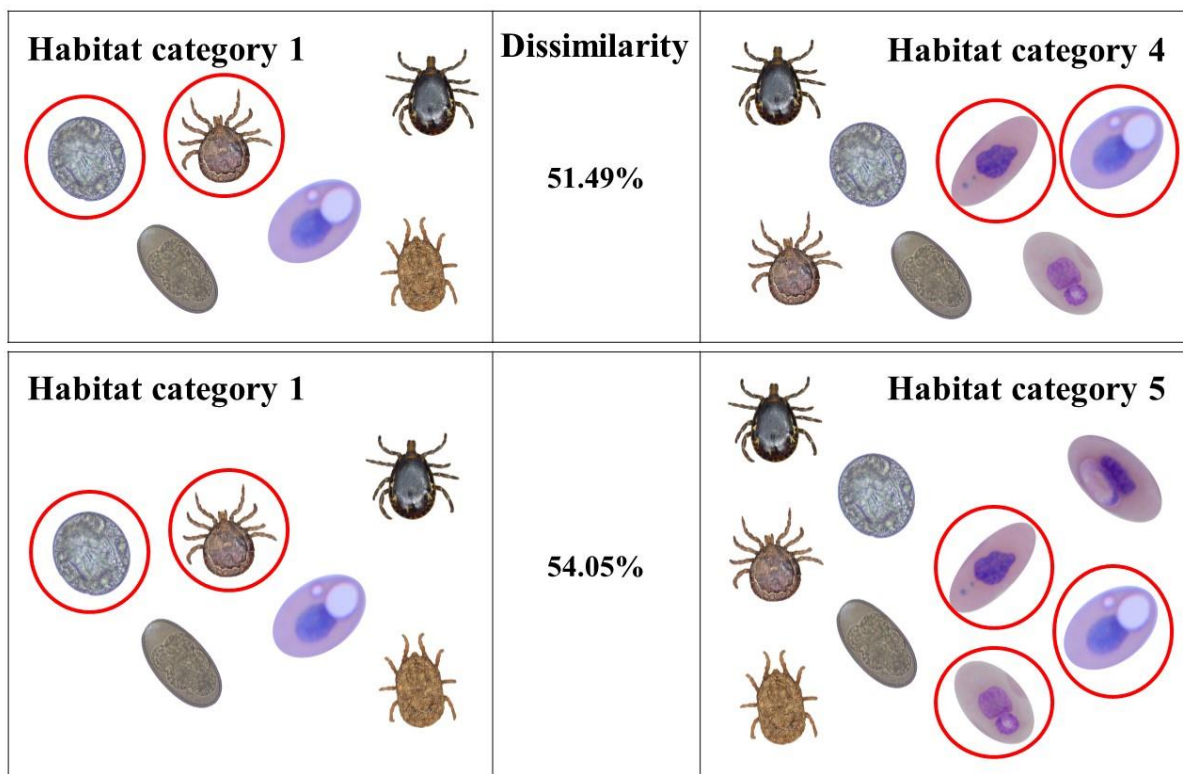 Habitat category 1
Dissimilarity
Habitat category 4
51.49%
Habitat category 1
Habitat category 5
54.05%